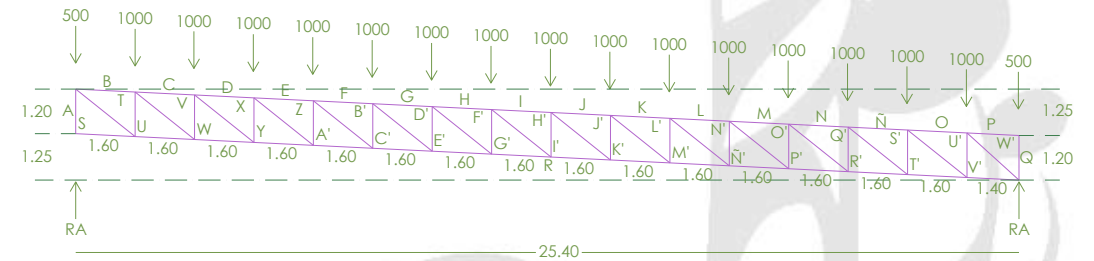 500 1000 1000 1000 1000 1000 1000 1000 1000 1000 1000 1000 1000 1000 1000 1000 500
B C D E F G H I J K L M N Ñ O P
A 1.20 T V X Z B' D' F' H' J' L' N' O' Q' S' U' W' 1.25
S U W Y A' C' E' G' I' K' M' Ñ' P' R' T' V' Q
1.25 1.60 1.60 1.60 1.60 1.60 1.60 1.60 1.60 R 1.60 1.60 1.60 1.60 1.60 1.60 1.60 1.40 1.20
RA RA
25.40